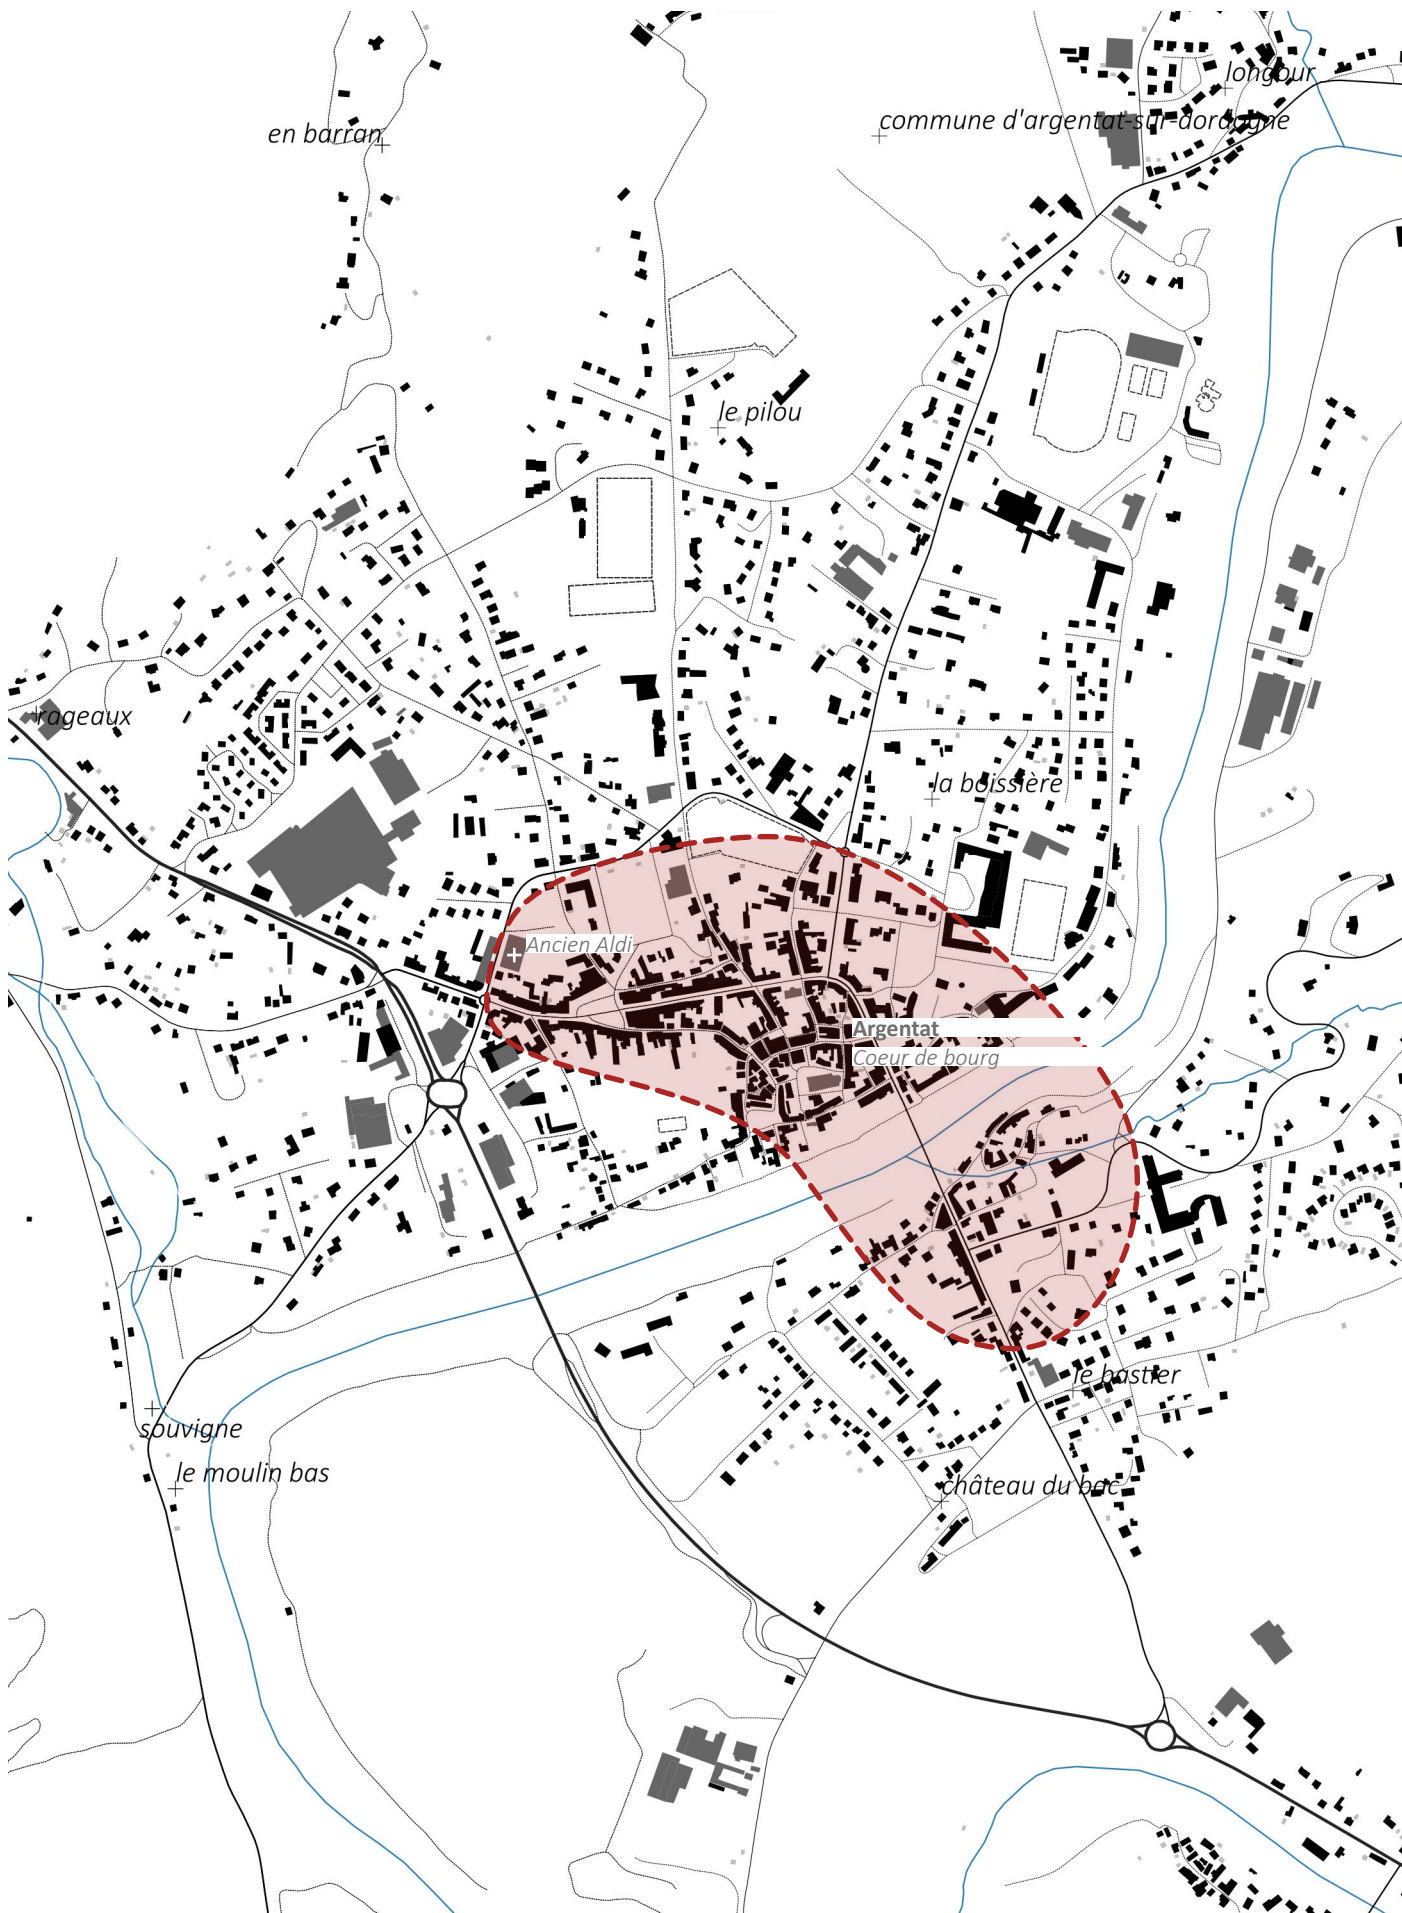 longour
commune d'argentat-sur-dordogne
en barran
le pilou
rageaux
la boissière
Ancien Aldi
Argentat
Coeur de bourg
le bastier
souvigne
le moulin bas
château du bac